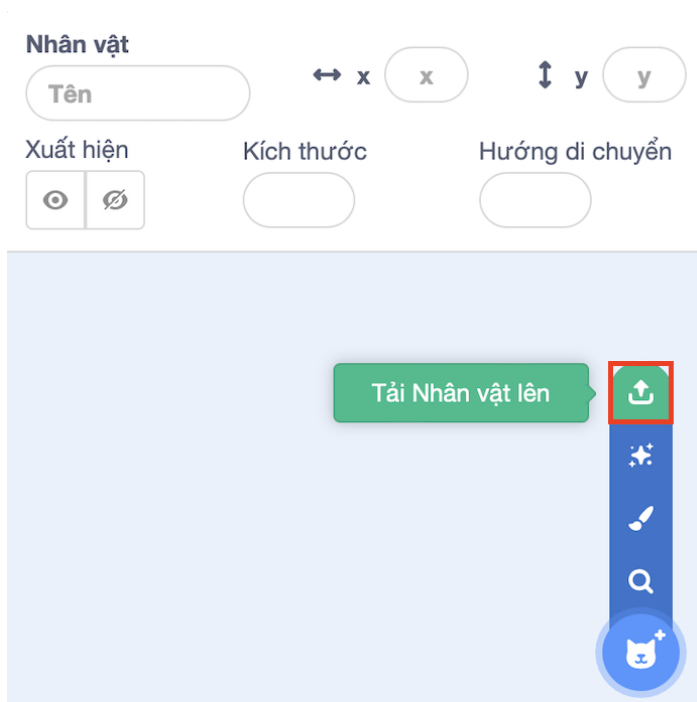 Nhân vật
Tên
x x
y y
Xuất hiện
Kích thước
Hướng di chuyển
Tải Nhân vật lên